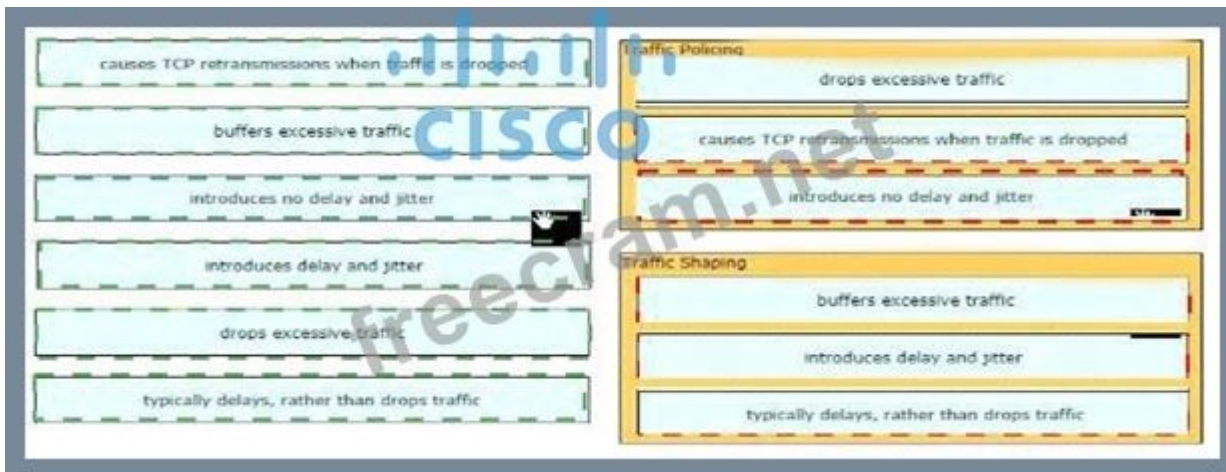 causes TCP retransmissions when traffic is dropped
buffers excessive traffic
introduces no delay and jitter
introduces delay and jitter
drops excessive traffic
typically delays, rather than drops traffic
CISCO
freecram.net
Traffic Policing
drops excessive traffic
causes TCP retransmissions when traffic is dropped
introduces no delay and jitter
Traffic Shaping
buffers excessive traffic
introduces delay and jitter
typically delays, rather than drops traffic